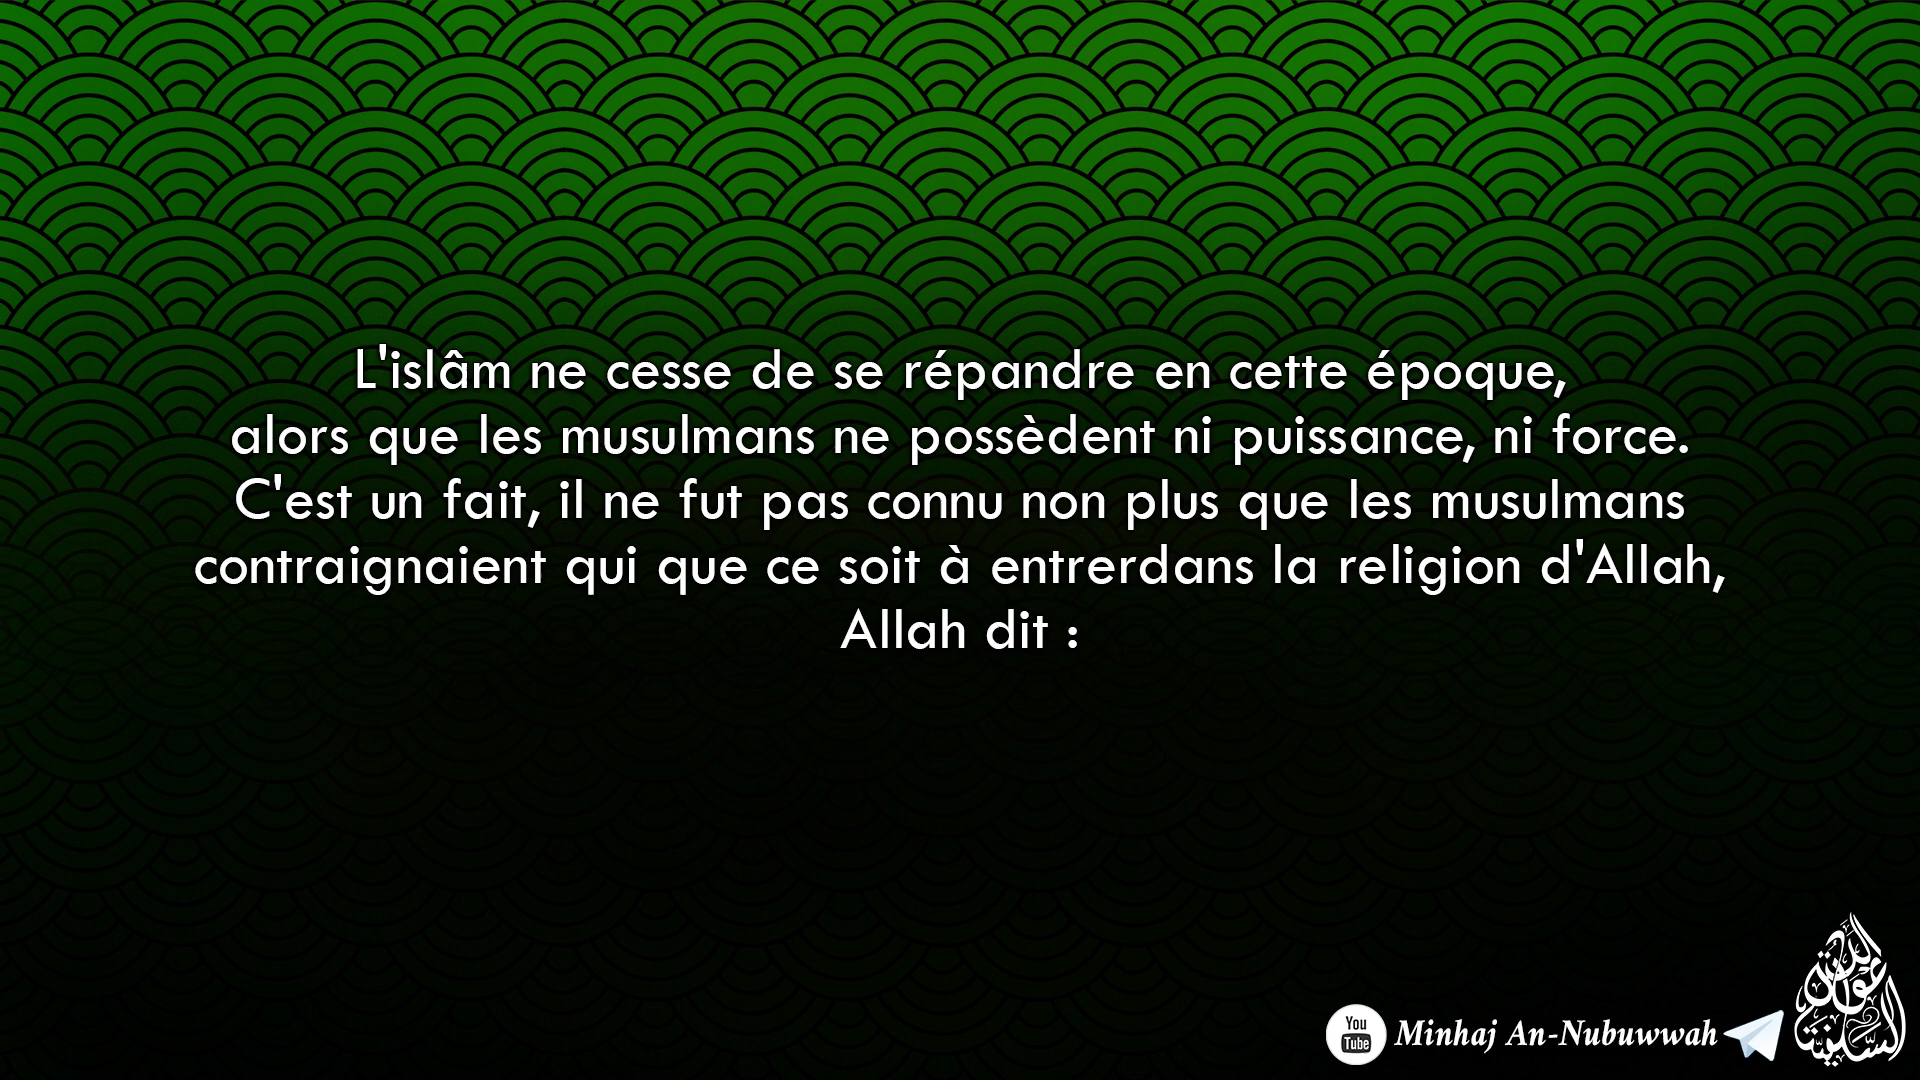 L'islâm ne cesse de se répandre en cette époque,
alors que les musulmans ne possèdent ni puissance, ni force.
C'est un fait, il ne fut pas connu non plus que les musulmans
contraignaient qui que ce soit à entrerdans la religion d'Allah,
Allah dit :
You
Tube
Minhaj An-Nubuwwah